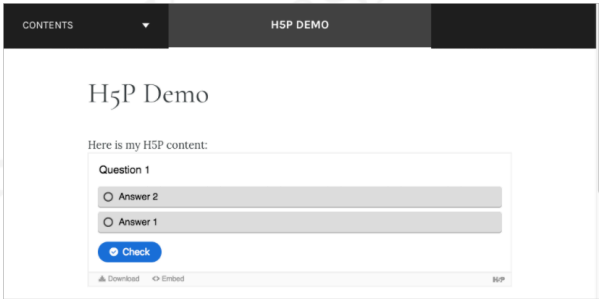 CONTENTS
H5P DEMO
H5P Demo
Here is my H5P content:
Question 1
Answer 2
Answer 1
Check
Download Embed H5P